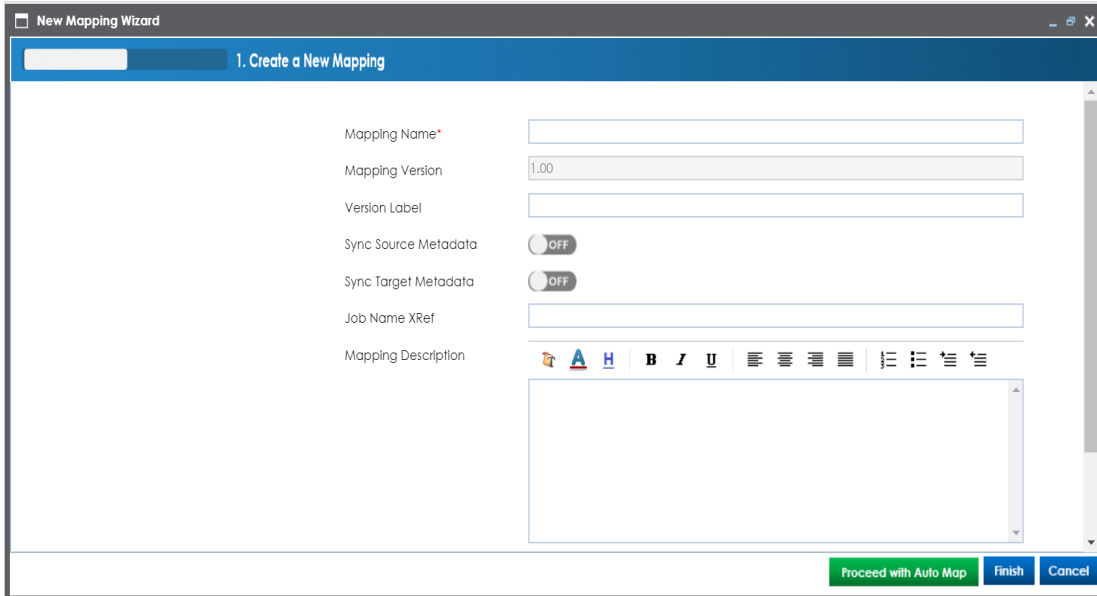 New Mapping Wizard
1. Create a New Mapping
Mapping Name*
Mapping Version 1.00
Version Label
Sync Source Metadata OFF
Sync Target Metadata OFF
Job Name XRef
Mapping Description T A H B I U
Proceed with Auto Map Finish Cancel